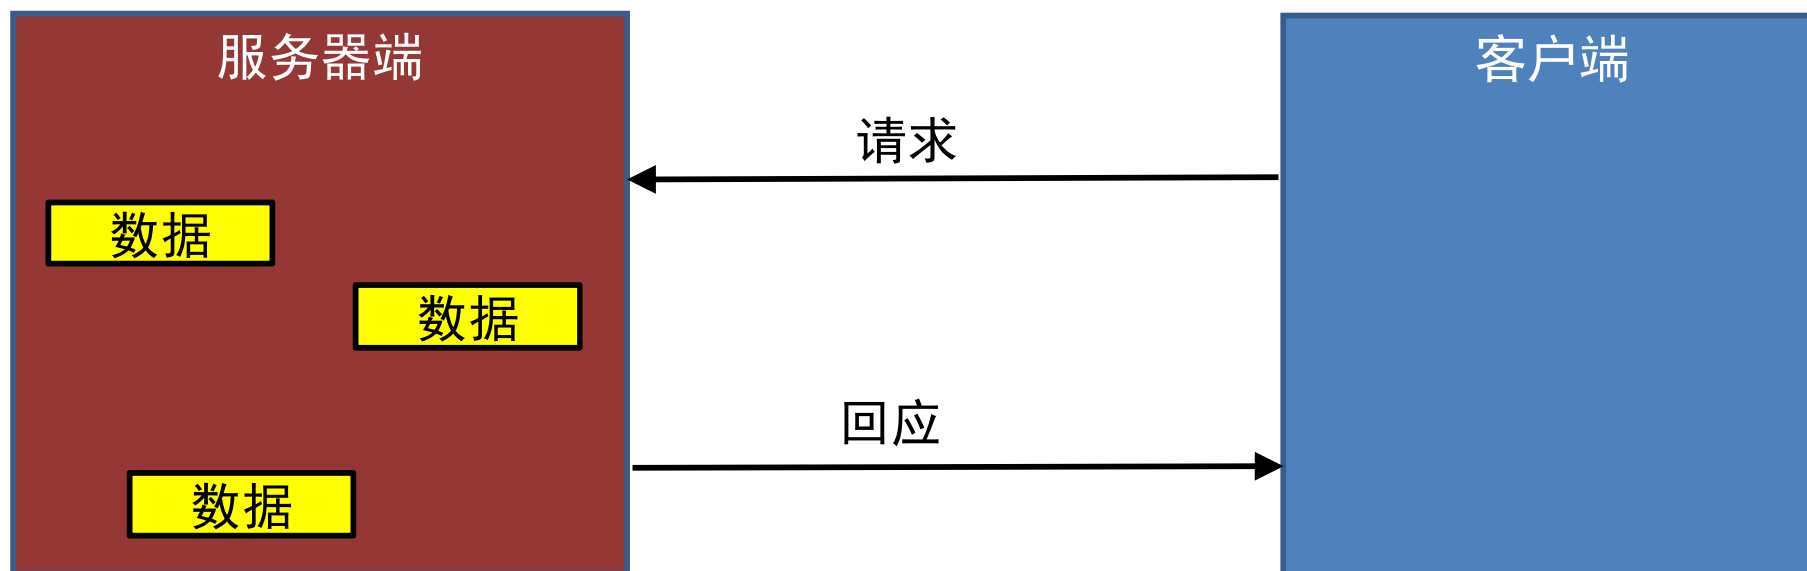 服务器端
客户端
请求
数据
数据
回应
数据